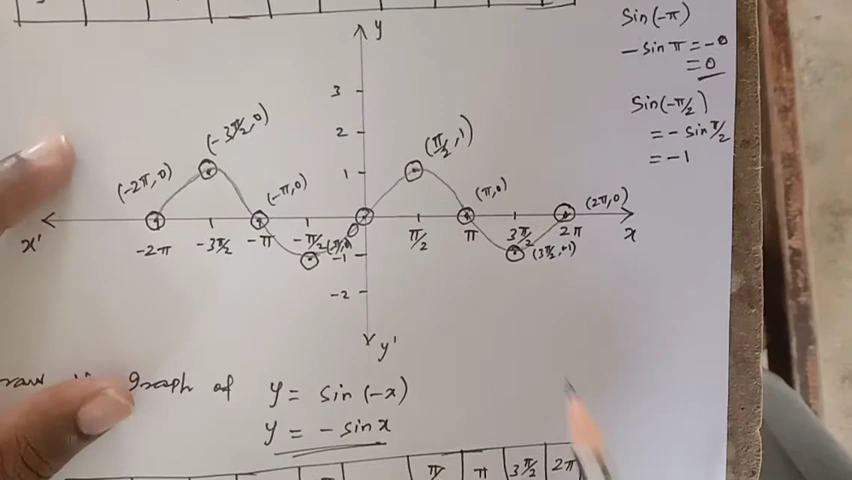 Sin(-π)
- sin π = -0
= 0
Sin(-π/2)
= - sin π/2
= -1
y
3
2
1
(-2π, 0)
(-3π/2, 0)
(-π, 0)
(π/2, 1)
(π, 0)
(2π, 0)
x'
-2π
-3π/2
-π
-π/2
π/2
π
3π/2
2π
x
-1
(3π/2, -1)
-2
y'
graph of y = sin(-x)
y = - sin x
π
π
3π/2
2π